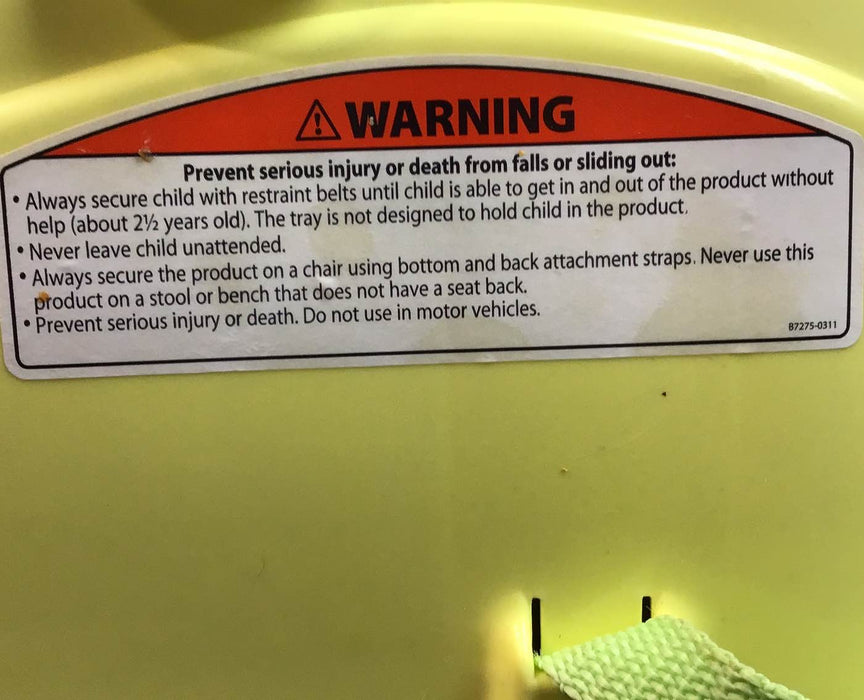 WARNING
Prevent serious injury or death from falls or sliding out:
• Always secure child with restraint belts until child is able to get in and out of the product without
help (about 2½ years old). The tray is not designed to hold child in the product.
• Never leave child unattended.
• Always secure the product on a chair using bottom and back attachment straps. Never use this
product on a stool or bench that does not have a seat back.
• Prevent serious injury or death. Do not use in motor vehicles.
87275-0311